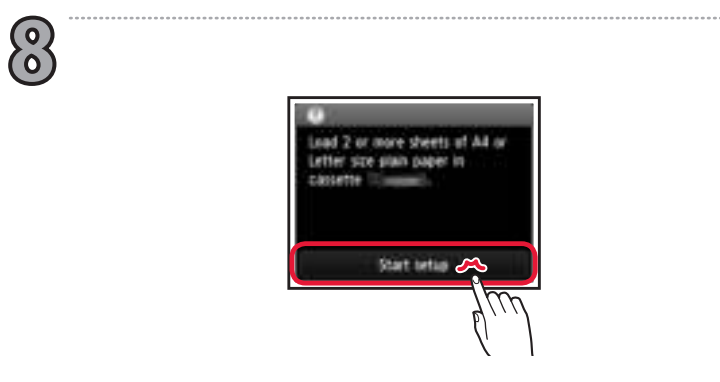 8
Load 2 or more sheets of A4 or
Letter size plain paper in
cassette
Start setup